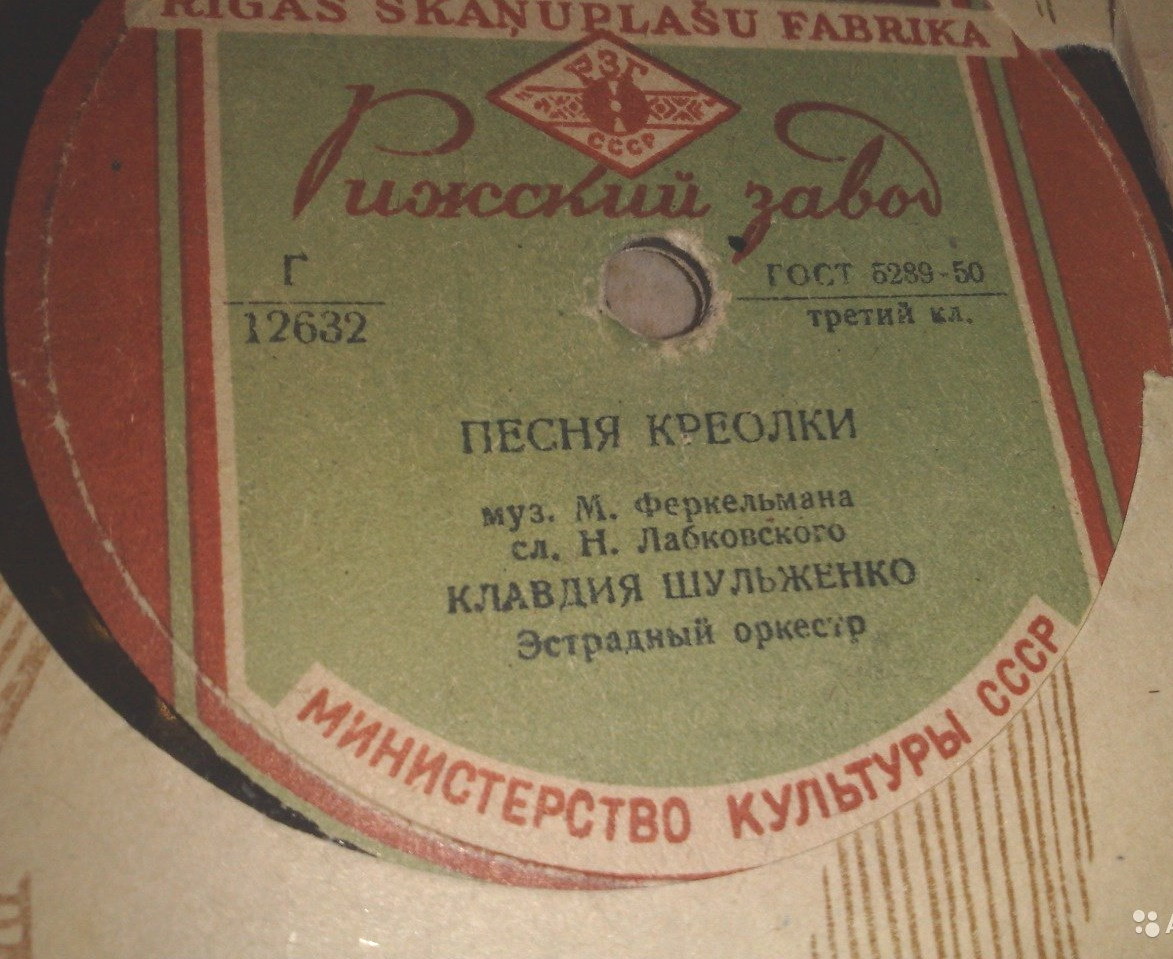 RĪGAS SKAŅUPLAŠU FABRIKA
РЗГ
СССР
Рижский завод
Г
12632
ГОСТ 5289-50
третий кл.
ПЕСНЯ КРЕОЛКИ
муз. М. Феркельмана
сл. Н. Лабковского
КЛАВДИЯ ШУЛЬЖЕНКО
Эстрадный оркестр
МИНИСТЕРСТВО КУЛЬТУРЫ СССР